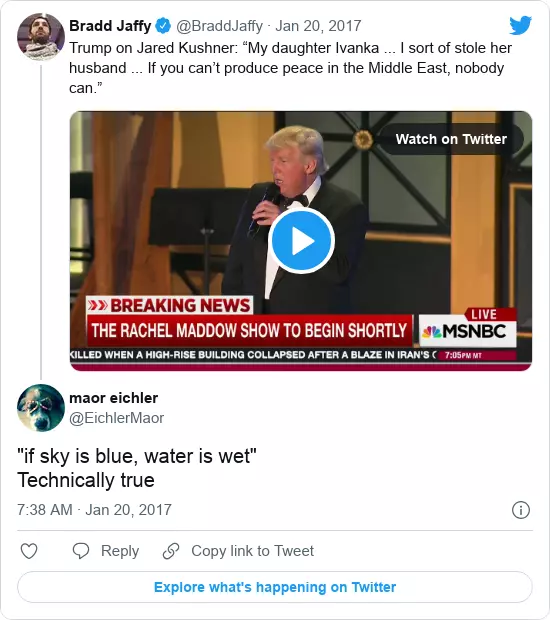 Bradd Jaffy @BraddJaffy · Jan 20, 2017
Trump on Jared Kushner: “My daughter Ivanka ... I sort of stole her
husband ... If you can’t produce peace in the Middle East, nobody
can.”
Watch on Twitter
BREAKING NEWS
LIVE
THE RACHEL MADDOW SHOW TO BEGIN SHORTLY
MSNBC
KILLED WHEN A HIGH-RISE BUILDING COLLAPSED AFTER A BLAZE IN IRAN'S
7:05PM MT
maor eichler
@EichlerMaor
"if sky is blue, water is wet"
Technically true
7:38 AM · Jan 20, 2017
Reply
Copy link to Tweet
Explore what's happening on Twitter